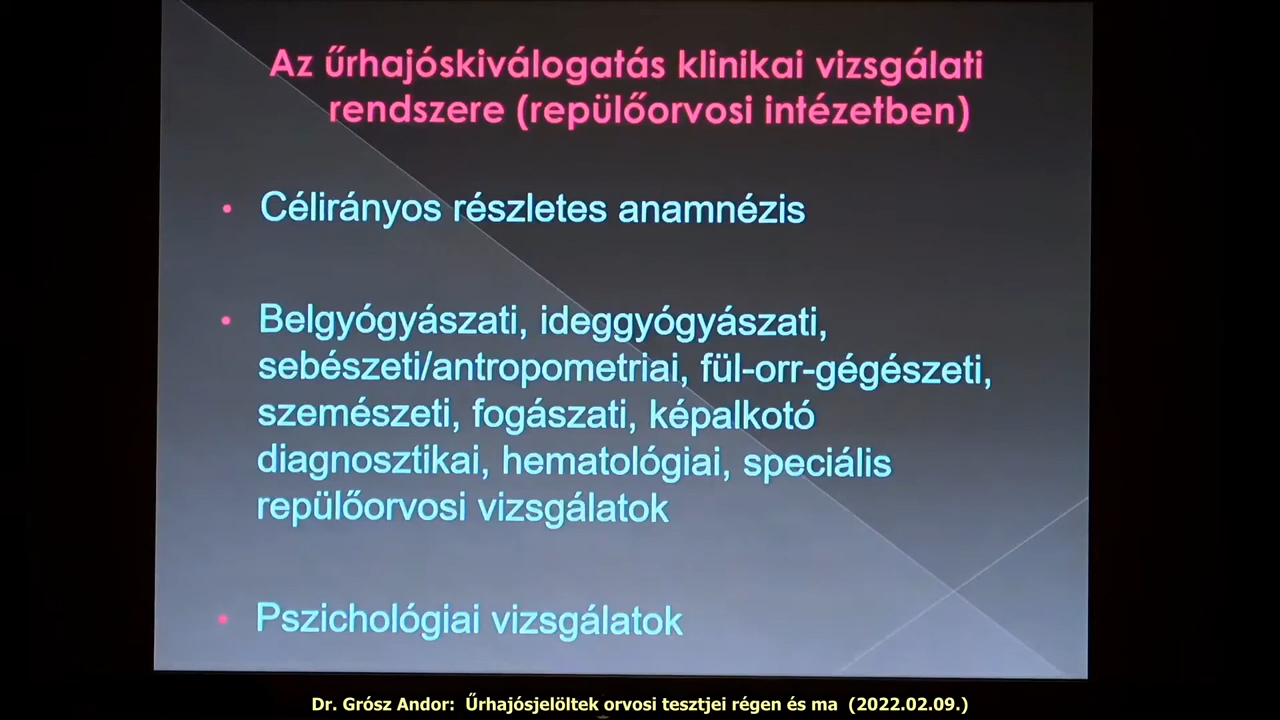 Az űrhajóskiválogatás klinikai vizsgálati
rendszere (repülőorvosi intézetben)
• Célirányos részletes anamnézis
• Belgyógyászati, ideggyógyászati,
sebészeti/antropometriai, fül-orr-gégészeti,
szemészeti, fogászati, képalkotó
diagnosztikai, hematológiai, speciális
repülőorvosi vizsgálatok
• Pszichológiai vizsgálatok
Dr. Grósz Andor: Űrhajósjelöltek orvosi tesztjei régen és ma (2022.02.09.)